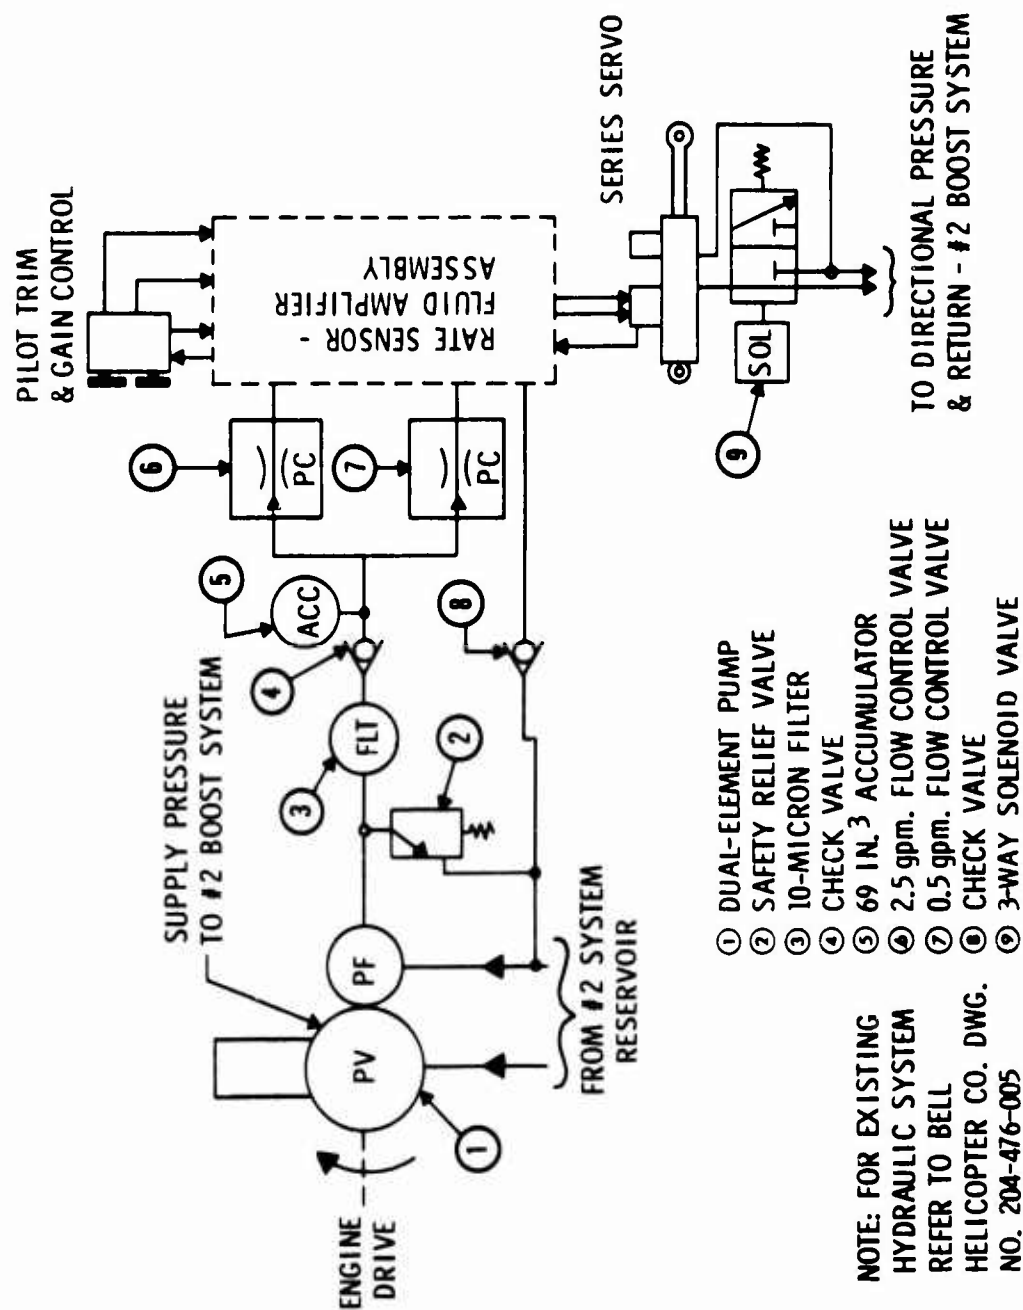 PILOT TRIM
& GAIN CONTROL
RATE SENSOR -
FLUID AMPLIFIER
ASSEMBLY
SERIES SERVO
SOL
9
TO DIRECTIONAL PRESSURE
& RETURN - #2 BOOST SYSTEM
6
PC
7
PC
5
ACC
4
8
SUPPLY PRESSURE
TO #2 BOOST SYSTEM
3
FLT
2
PF
PV
1
ENGINE
DRIVE
FROM #2 SYSTEM
RESERVOIR
① DUAL-ELEMENT PUMP
② SAFETY RELIEF VALVE
③ 10-MICRON FILTER
④ CHECK VALVE
⑤ 69 IN.³ ACCUMULATOR
⑥ 2.5 gpm. FLOW CONTROL VALVE
⑦ 0.5 gpm. FLOW CONTROL VALVE
⑧ CHECK VALVE
⑨ 3-WAY SOLENOID VALVE
NOTE: FOR EXISTING
HYDRAULIC SYSTEM
REFER TO BELL
HELICOPTER CO. DWG.
NO. 204-476-005